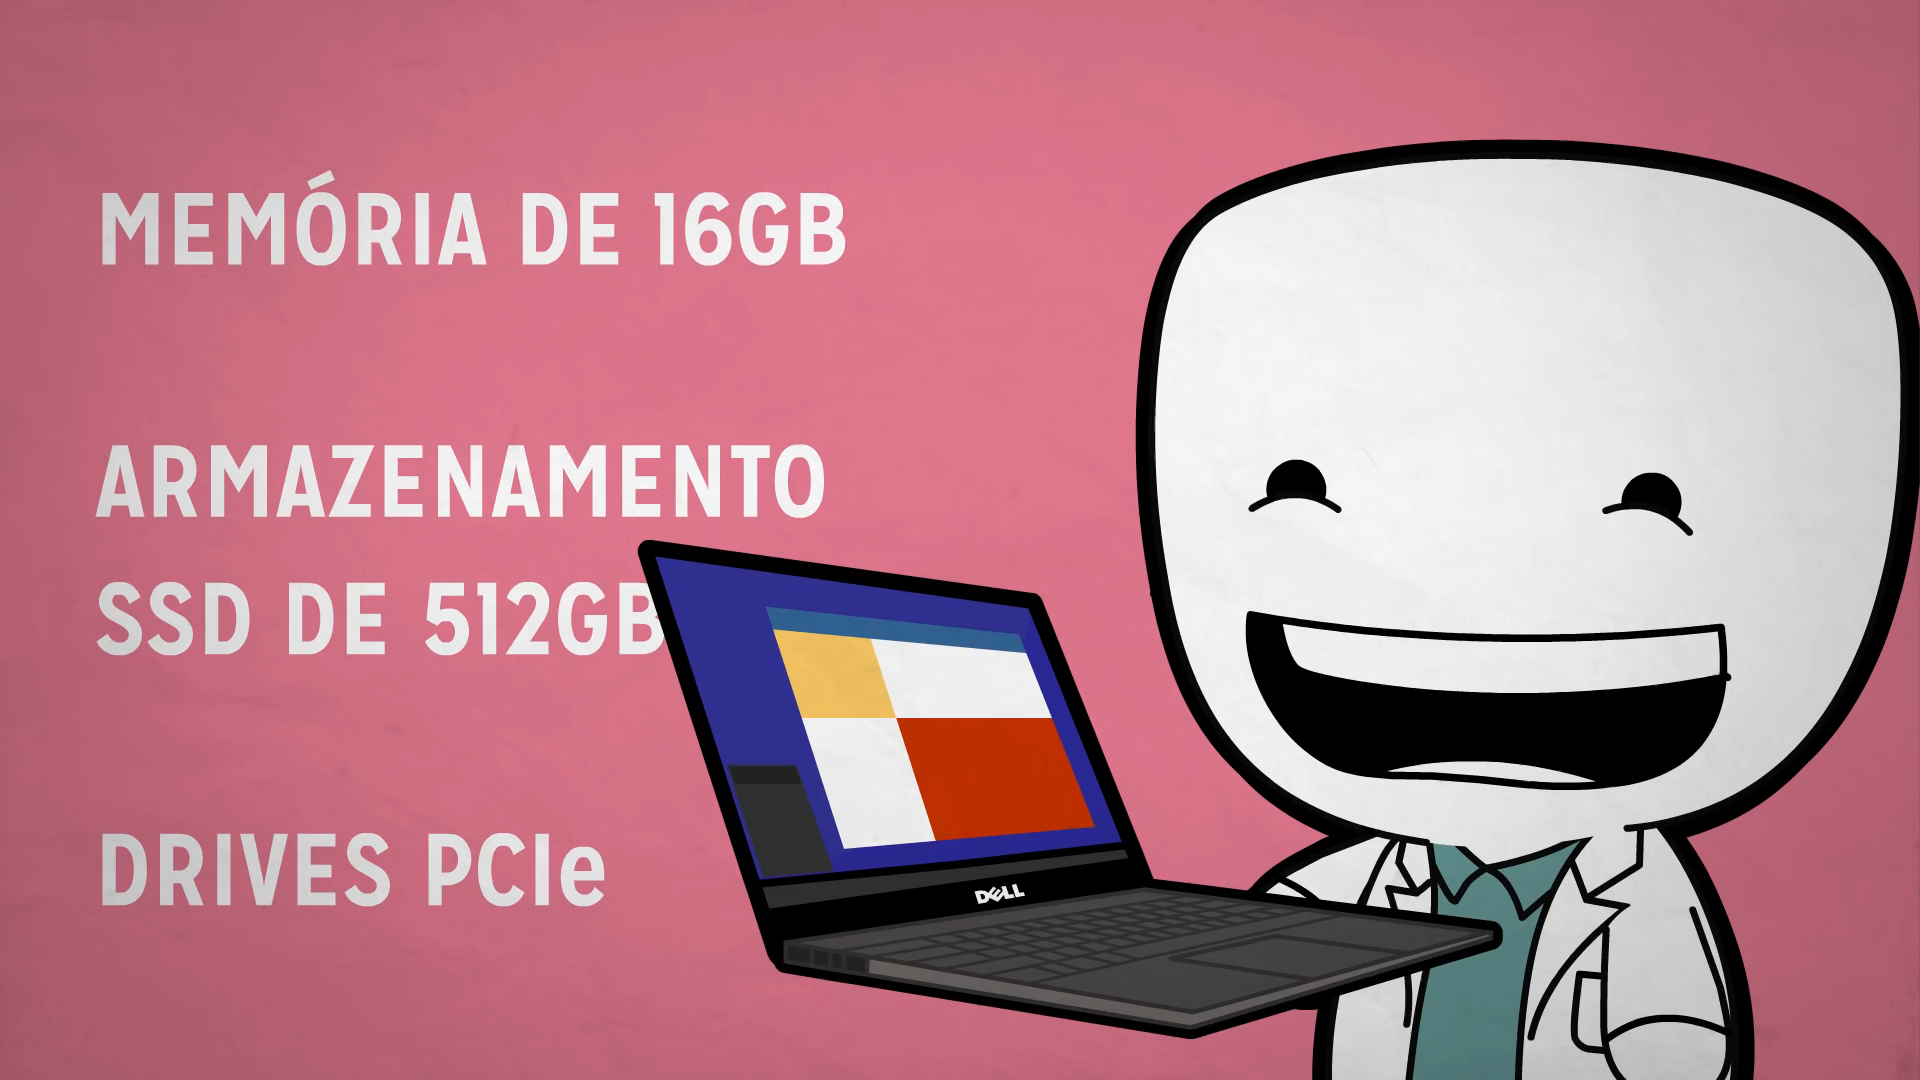 MEMÓRIA DE 16GB
ARMAZENAMENTO
SSD DE 512GB
DRIVES PCIe
DELL